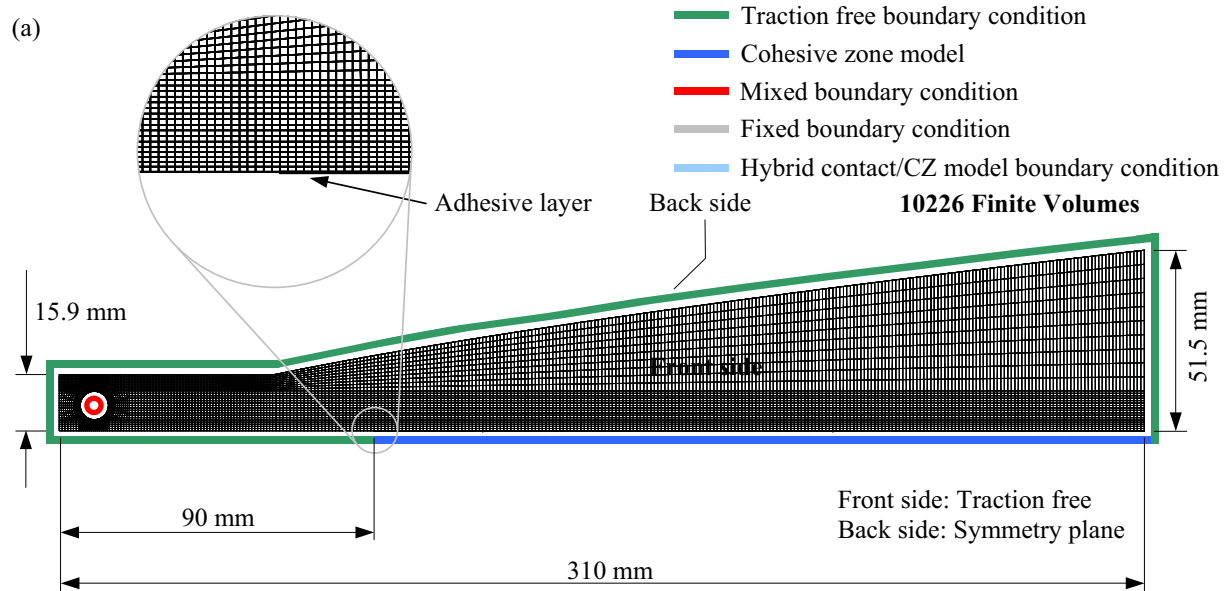 (a)
Traction free boundary condition
Cohesive zone model
Mixed boundary condition
Fixed boundary condition
Hybrid contact/CZ model boundary condition
Adhesive layer
Back side
10226 Finite Volumes
15.9 mm
Front side
51.5 mm
90 mm
Front side: Traction free
Back side: Symmetry plane
310 mm